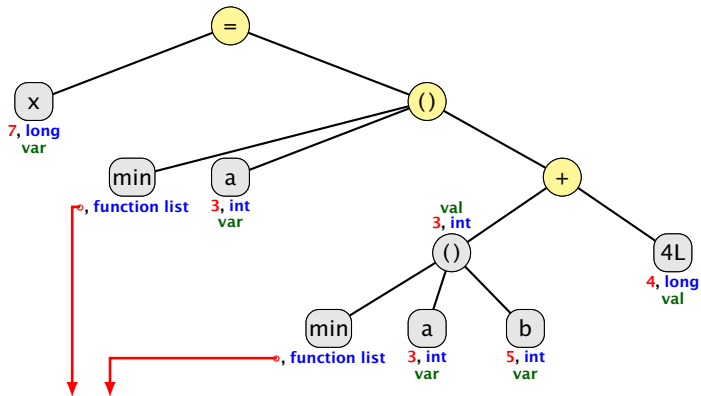 =
x
7, long
var
()
min
, function list
a
3, int
var
+
val
3, int
()
4L
4, long
val
min
, function list
a
3, int
var
b
5, int
var